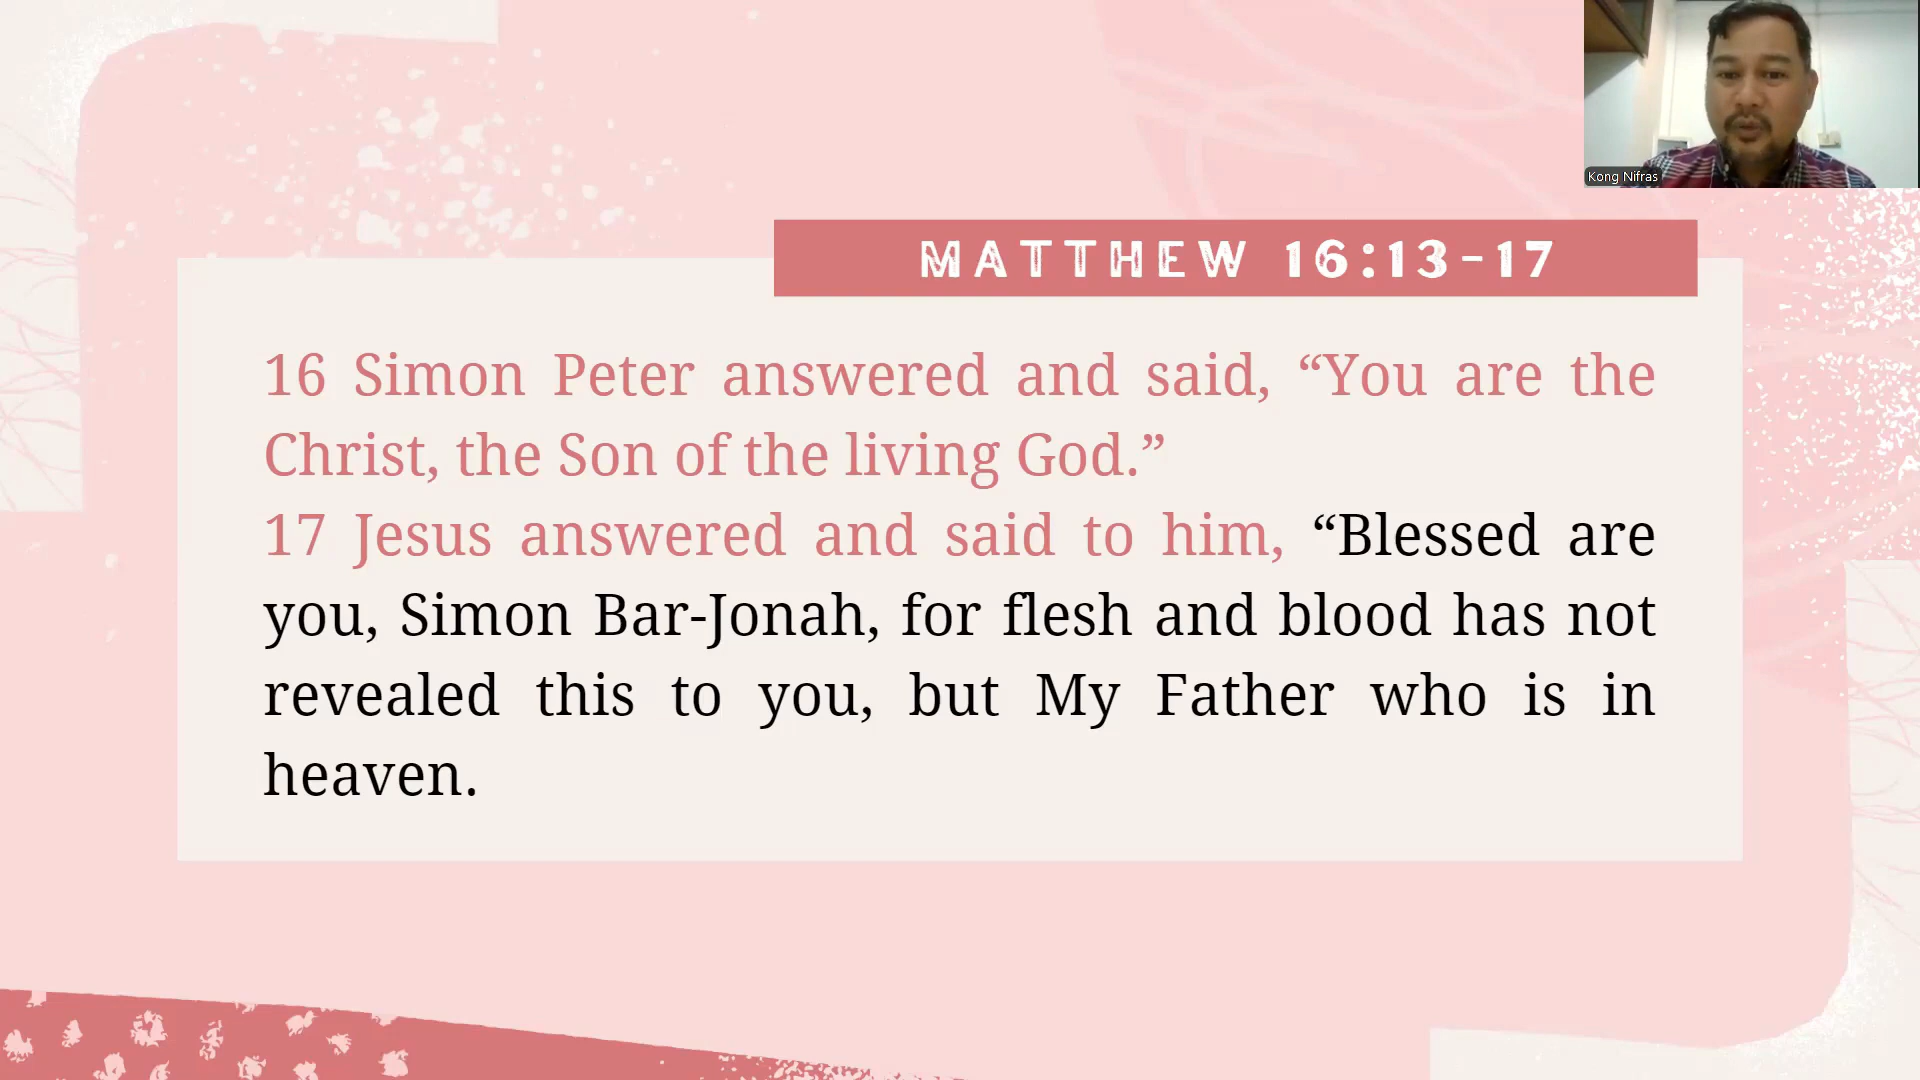 Kong Nifras
MATTHEW 16:13-17
16 Simon Peter answered and said, “You are the
Christ, the Son of the living God.”
17 Jesus answered and said to him, “Blessed are
you, Simon Bar-Jonah, for flesh and blood has not
revealed this to you, but My Father who is in
heaven.